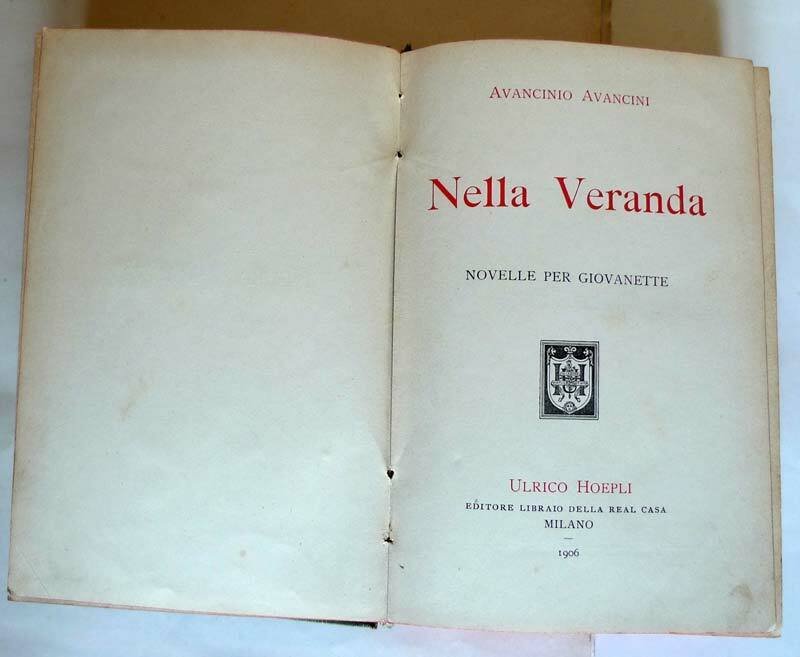 AVANCINIO AVANCINI
Nella Veranda
NOVELLE PER GIOVANETTE
ULRICO HOEPLI
EDITORE LIBRAIO DELLA REAL CASA
MILANO
1906